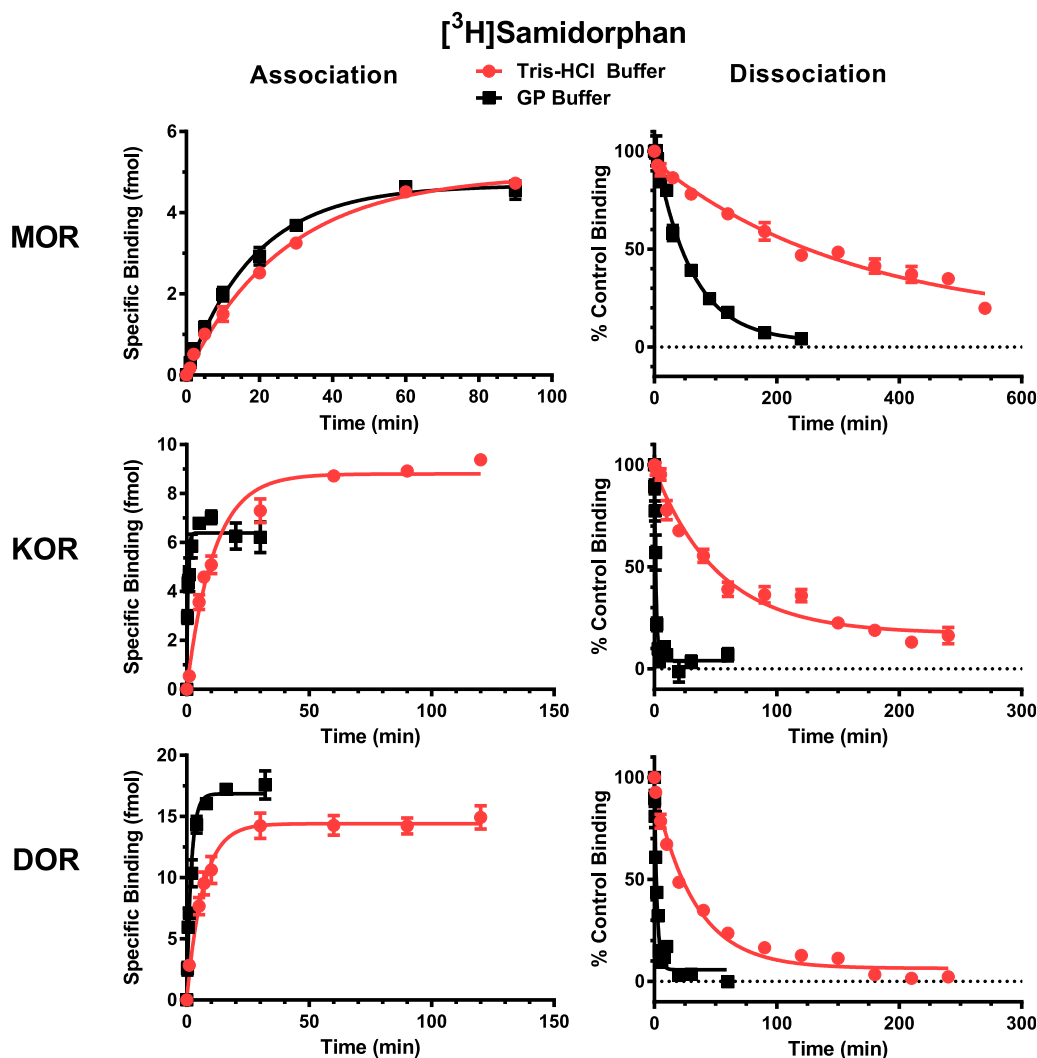 [³H]Samidorphan
Association
Tris-HCl Buffer
GP Buffer
Dissociation
MOR
Specific Binding (fmol)
6
4
2
0
0 20 40 60 80 100
Time (min)
% Control Binding
100
50
0
0 200 400 600
Time (min)
KOR
Specific Binding (fmol)
10
8
6
4
2
0
0 50 100 150
Time (min)
% Control Binding
100
50
0
0 100 200 300
Time (min)
DOR
Specific Binding (fmol)
20
15
10
5
0
0 50 100 150
Time (min)
% Control Binding
100
50
0
0 100 200 300
Time (min)